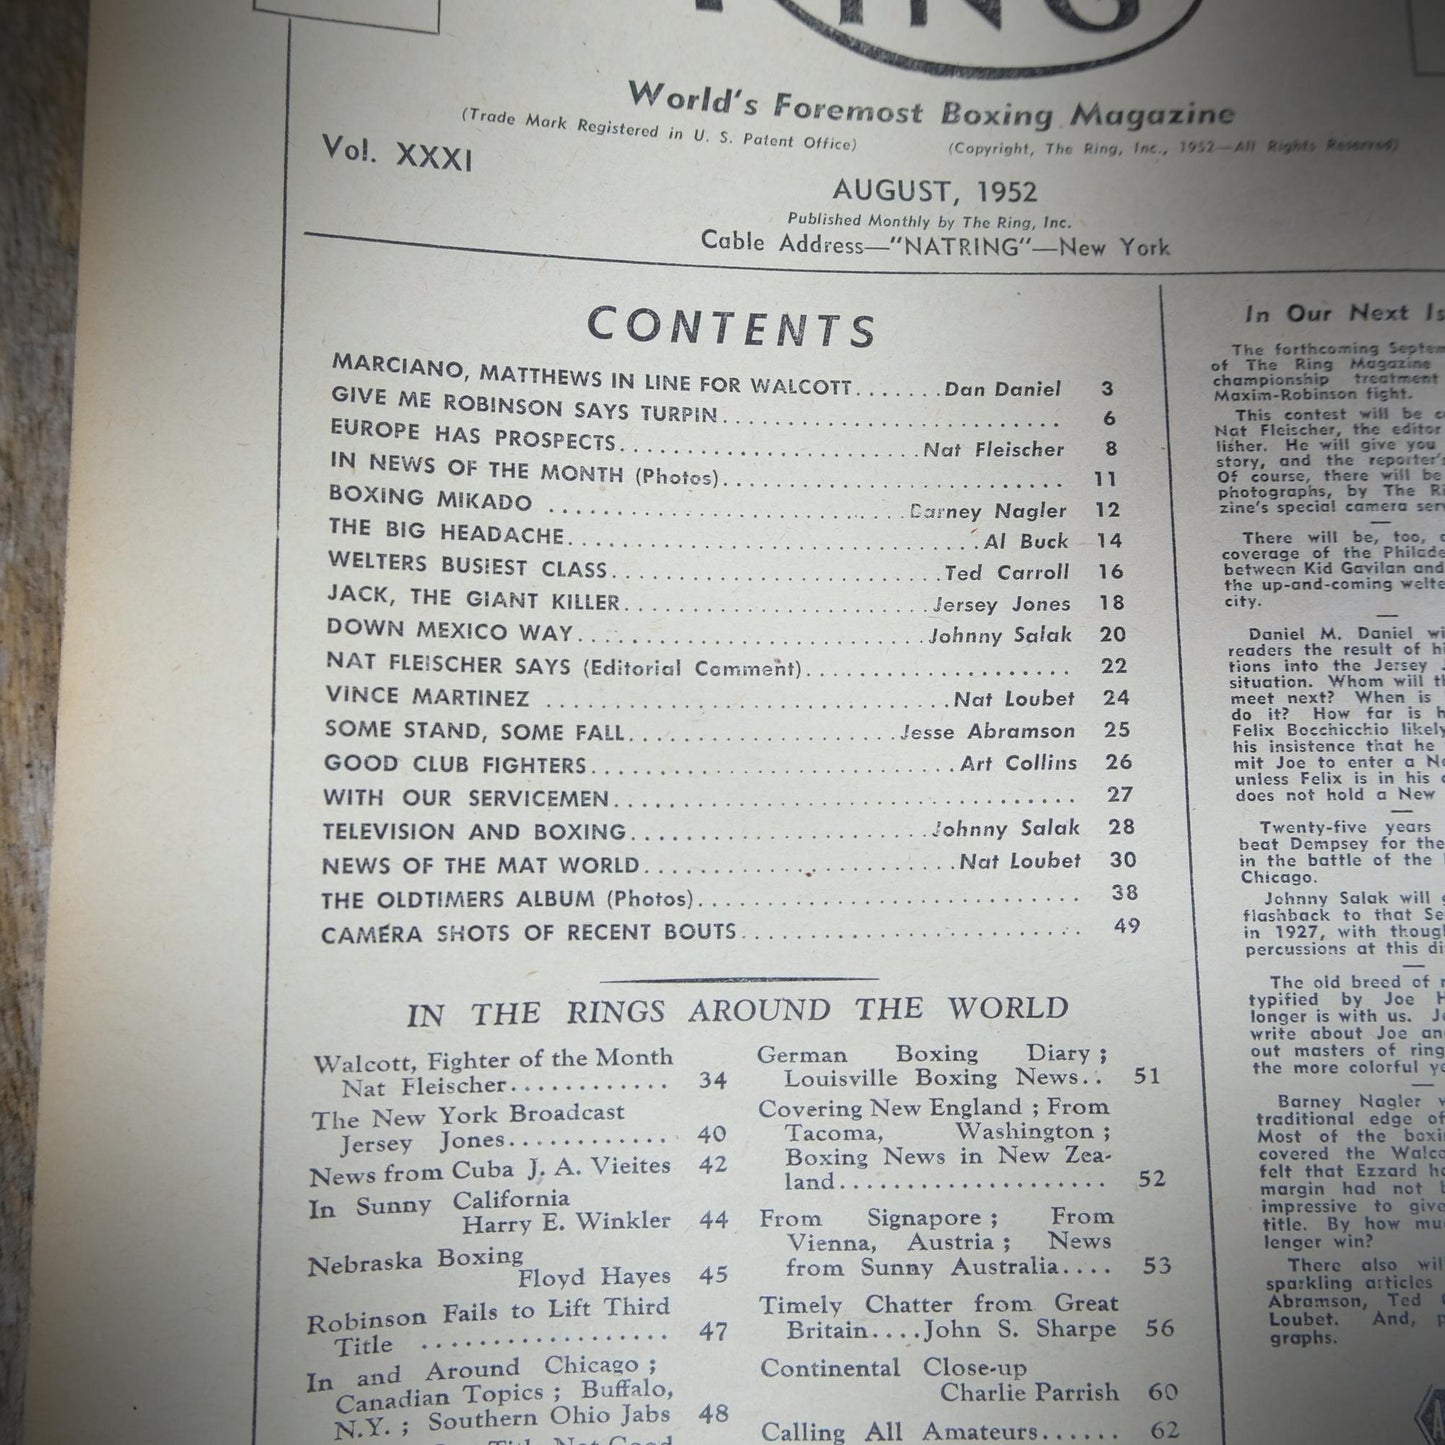 RING
World's Foremost Boxing Magazine
(Trade Mark Registered in U. S. Patent Office) (Copyright, The Ring, Inc., 1952—All Rights Reserved)
Vol. XXXI
AUGUST, 1952
Published Monthly by The Ring, Inc.
Cable Address—"NATRING"—New York
CONTENTS
MARCIANO, MATTHEWS IN LINE FOR WALCOTT.......Dan Daniel 3
GIVE ME ROBINSON SAYS TURPIN.............................. 6
EUROPE HAS PROSPECTS...........................Nat Fleischer 8
IN NEWS OF THE MONTH (Photos).............................. 11
BOXING MIKADO ...............................Barney Nagler 12
THE BIG HEADACHE....................................Al Buck 14
WELTERS BUSIEST CLASS..............................Ted Carroll 16
JACK, THE GIANT KILLER............................Jersey Jones 18
DOWN MEXICO WAY...............................Johnny Salak 20
NAT FLEISCHER SAYS (Editorial Comment).................... 22
VINCE MARTINEZ ...................................Nat Loubet 24
SOME STAND, SOME FALL........................Jesse Abramson 25
GOOD CLUB FIGHTERS.................................Art Collins 26
WITH OUR SERVICEMEN.................................. 27
TELEVISION AND BOXING...........................Johnny Salak 28
NEWS OF THE MAT WORLD............................Nat Loubet 30
THE OLDTIMERS ALBUM (Photos)............................ 38
CAMERA SHOTS OF RECENT BOUTS......................... 49
IN THE RINGS AROUND THE WORLD
Walcott, Fighter of the Month
Nat Fleischer............ 34
The New York Broadcast
Jersey Jones............ 40
News from Cuba J. A. Vieites 42
In Sunny California
Harry E. Winkler 44
Nebraska Boxing
Floyd Hayes 45
Robinson Fails to Lift Third
Title .................. 47
In and Around Chicago ;
Canadian Topics ; Buffalo,
N.Y. ; Southern Ohio Jabs 48
German Boxing Diary ;
Louisville Boxing News.. 51
Covering New England ; From
Tacoma, Washington ;
Boxing News in New Zea-
land.................... 52
From Signapore ; From
Vienna, Austria ; News
from Sunny Australia.... 53
Timely Chatter from Great
Britain....John S. Sharpe 56
Continental Close-up
Charlie Parrish 60
Calling All Amateurs...... 62
In Our Next
The forthcoming
of The Ring Magazine
championship treatment
Maxim-Robinson fight.
This contest will be
Nat Fleischer, the editor
lisher. He will give you
story, and the reporter's
Of course, there will be
photographs, by The
zine's special camera
There will be, too,
coverage of the
between Kid Gavilan and
the up-and-coming
city.
Daniel M. Daniel
readers the result of
tions into the Jersey
situation. Whom will
meet next? When is
do it? How far is
Felix Bocchicchio likely
his insistence that he
mit Joe to enter a
unless Felix is in his
does not hold a New
Twenty-five years
beat Dempsey for the
in the battle of the
Chicago.
Johnny Salak will
flashback to that
in 1927, with
percussions at this
The old breed of
typified by Joe
longer is with us.
write about Joe
out masters of ring
the more colorful
Barney Nagler
traditional edge of
Most of the
covered the
felt that Ezzard
margin had not
impressive to
title. By how
lenger win?
There also
sparkling articles
Abramson, Ted
Loubet. And,
graphs.